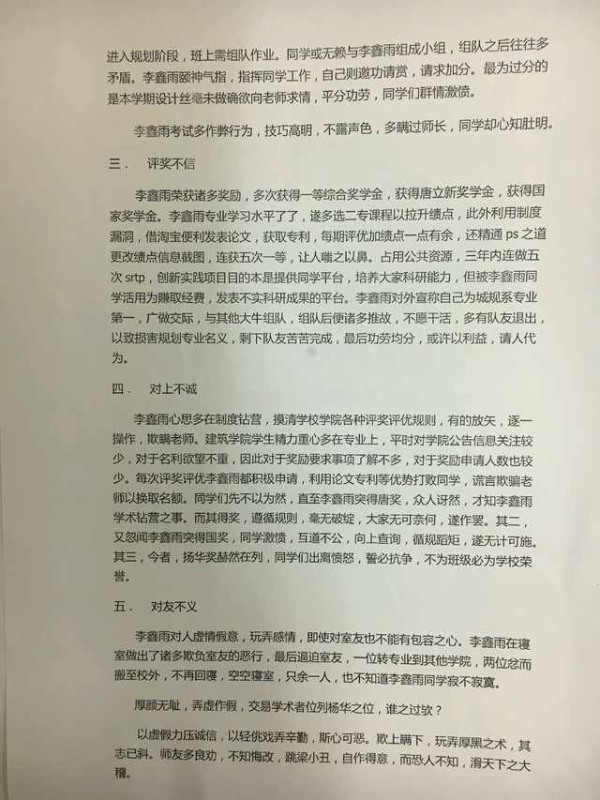 进入规划阶段，班上需组队作业。同学或无赖与李鑫雨组成小组，组队之后往往多
矛盾。李鑫雨颐神气指，指挥同学工作，自己则邀功请赏，请求加分。最为过分的
是本学期设计丝毫未做确欲向老师求情，平分功劳，同学们群情激愤。
李鑫雨考试多作弊行为，技巧高明，不露声色，多瞒过师长，同学却心知肚明。
三． 评奖不信
李鑫雨荣获诸多奖励，多次获得一等综合奖学金，获得唐立新奖学金，获得国
家奖学金。李鑫雨专业学习水平了了，遂多选二专课程以拉升绩点，此外利用制度
漏洞，借淘宝便利发表论文，获取专利，每期评优加绩点一点有余，还精通 ps 之道
更改绩点信息截图，连获五次一等，让人嗤之以鼻。占用公共资源，三年内连做五
次 srtp，创新实践项目目的本是提供同学平台，培养大家科研能力，但被李鑫雨同
学活用为赚取经费，发表不实科研成果的平台。李鑫雨对外宣称自己为城规系专业
第一，广做交际，与其他大牛组队，组队后便诸多推故，不愿干活，多有队友退出，
以致损害规划专业名义，剩下队友苦苦完成，最后功劳均分，或许以利益，请人代
为。
四． 对上不诚
李鑫雨心思多在制度钻营，摸清学校学院各种评奖评优规则，有的放矢，逐一
操作，欺瞒老师。建筑学院学生精力重心多在专业上，平时对学院公告信息关注较
少，对于名利欲望不重，因此对于奖励要求事项了解不多，对于奖励申请人数也较
少。每次评奖评优李鑫雨都积极申请，利用论文专利等优势打败同学，谎言欺骗老
师以换取名额。同学们先不以为然，直至李鑫雨突得唐奖，众人讶然，才知李鑫雨
学术钻营之事。而其得奖，遵循规则，毫无破绽，大家无可奈何，遂作罢。其二，
又忽闻李鑫雨突得国奖，同学激愤，互道不公，向上查询，循规蹈矩，遂无计可施。
其三，今者，扬华奖赫然在列，同学们出离愤怒，誓必抗争，不为班级必为学校荣
誉。
五． 对友不义
李鑫雨对人虚情假意，玩弄感情，即使对室友也不能有包容之心。李鑫雨在寝
室做出了诸多欺负室友的恶行，最后逼迫室友，一位转专业到其他学院，两位忿而
搬至校外，不再回寝，空空寝室，只余一人，也不知道李鑫雨同学寂不寂寞。
厚颜无耻，弄虚作假，交易学术者位列杨华之位，谁之过欤？
以虚假力压诚信，以轻佻戏弄辛勤，斯心可恶。欺上瞒下，玩弄厚黑之术，其
志已斜。师友多良劝，不知悔改，跳梁小丑，自作得意，而恐人不知，滑天下之大
稽。